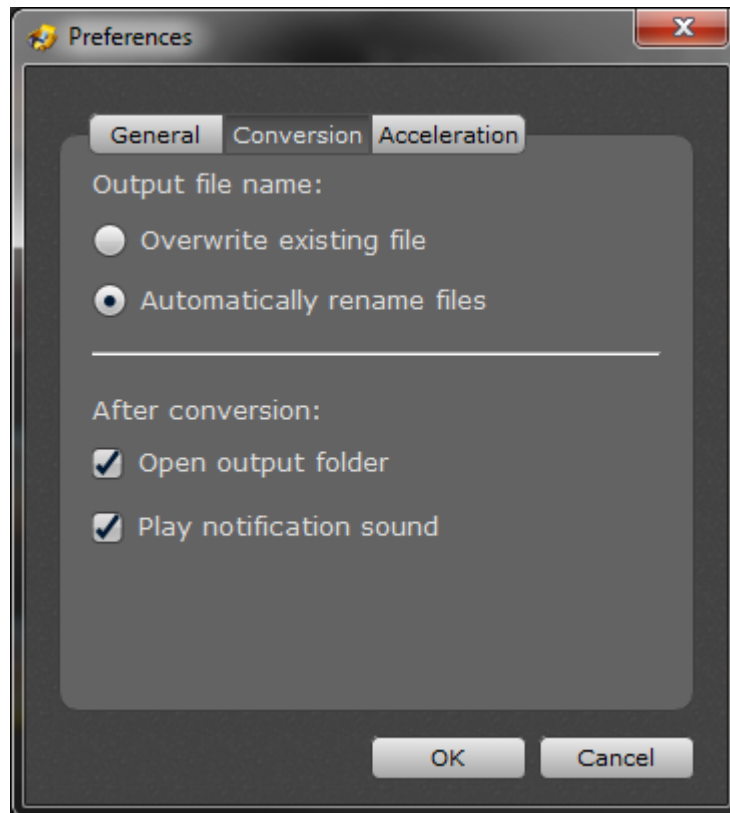 Preferences
General Conversion Acceleration
Output file name:
Overwrite existing file
Automatically rename files
After conversion:
Open output folder
Play notification sound
OK Cancel